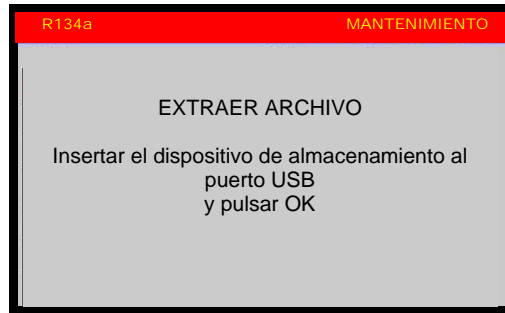 R134a MANTENIMIENTO
EXTRAER ARCHIVO
Insertar el dispositivo de almacenamiento al
puerto USB
y pulsar OK